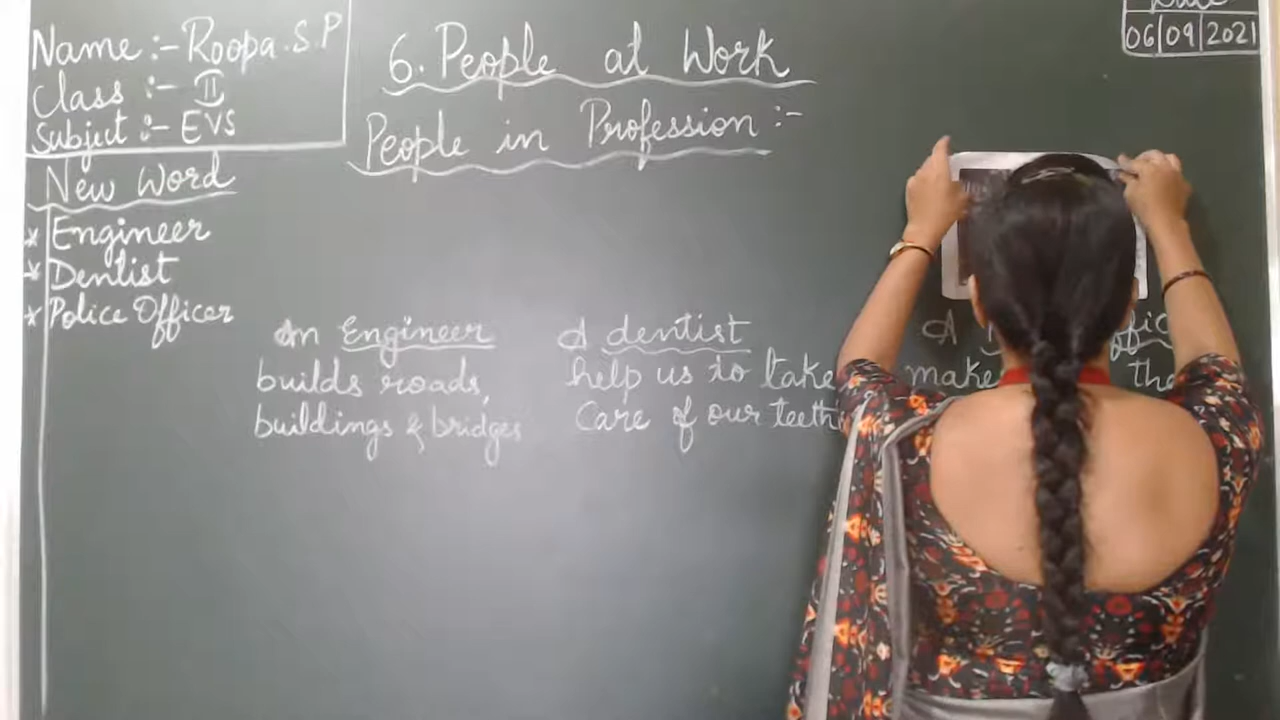 Name :- Roopa.S.P
Class :- II
Subject :- EVS
6. People at Work
People in Profession :-
Date
06|09|2021
New Word
* Engineer
* Dentist
* Police Officer
An Engineer
builds roads,
buildings & bridges
A dentist
help us to take
Care of our teeth
A
make